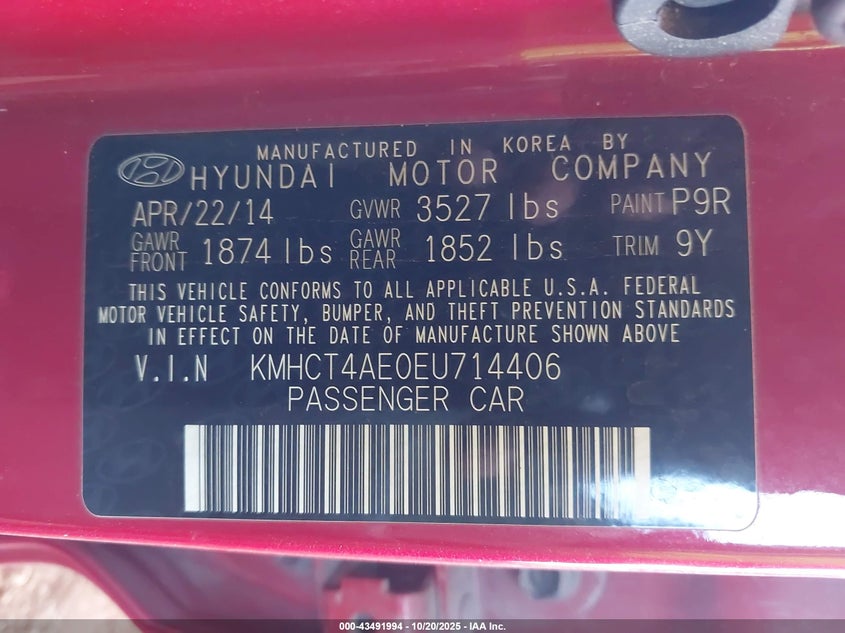 MANUFACTURED IN KOREA BY
HYUNDAI MOTOR COMPANY
APR/22/14 GVWR 3527 lbs PAINT P9R
GAWR FRONT 1874 lbs GAWR REAR 1852 lbs TRIM 9Y
THIS VEHICLE CONFORMS TO ALL APPLICABLE U.S.A. FEDERAL
MOTOR VEHICLE SAFETY, BUMPER, AND THEFT PREVENTION STANDARDS
IN EFFECT ON THE DATE OF MANUFACTURE SHOWN ABOVE
V.I.N KMHCT4AE0EU714406
PASSENGER CAR
000-43491994 | 10/20/2025 | IAA Inc.